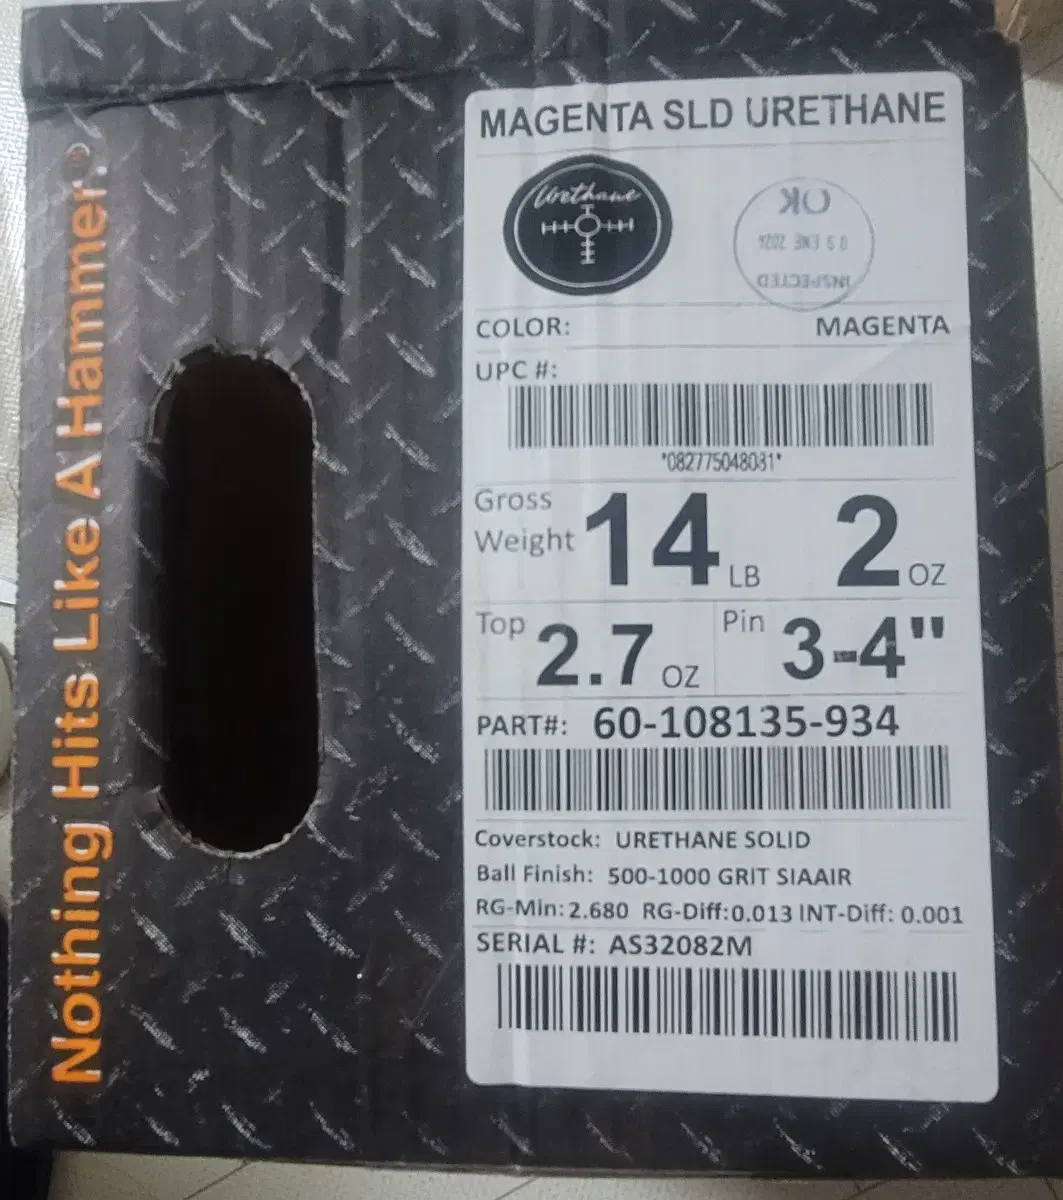 Nothing Hits Like A Hammer.®
MAGENTA SLD URETHANE
Urethane
INSPECTED
0 5 ENE 2024
OK
COLOR: MAGENTA
UPC #:
*082775048031*
Gross Weight 14 LB 2 OZ
Top 2.7 OZ Pin 3-4"
PART#: 60-108135-934
Coverstock: URETHANE SOLID
Ball Finish: 500-1000 GRIT SIAAIR
RG-Min: 2.680 RG-Diff:0.013 INT-Diff: 0.001
SERIAL #: AS32082M